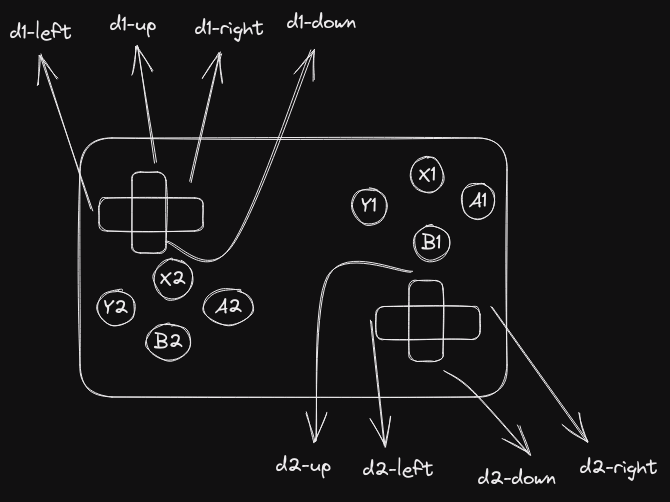 d1-left
d1-up
d1-right
d1-down
X1
Y1
A1
B1
X2
Y2
A2
B2
d2-up
d2-left
d2-down
d2-right